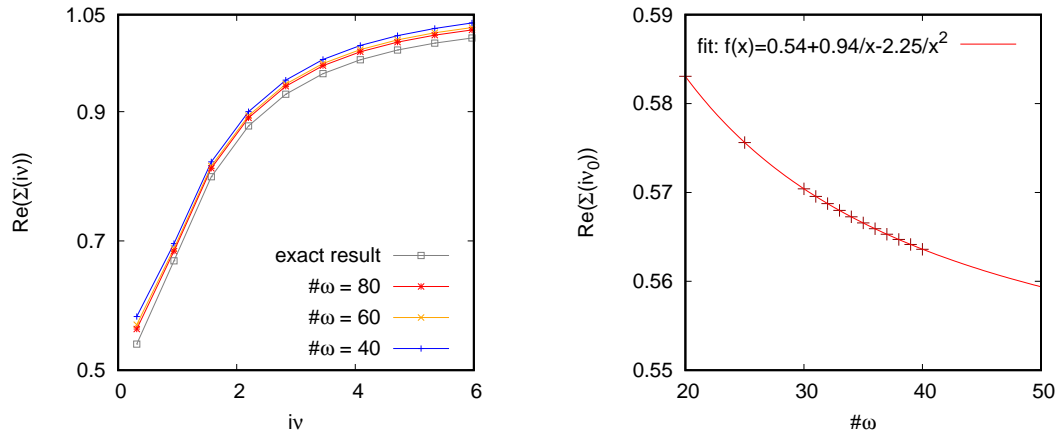 1.05
0.9
0.7
0.5
Re(Σ(iν))
exact result
#ω = 80
#ω = 60
#ω = 40
0 2 4 6
iν
0.59
0.58
0.57
0.56
0.55
Re(Σ(iν₀))
fit: f(x)=0.54+0.94/x-2.25/x²
20 30 40 50
#ω